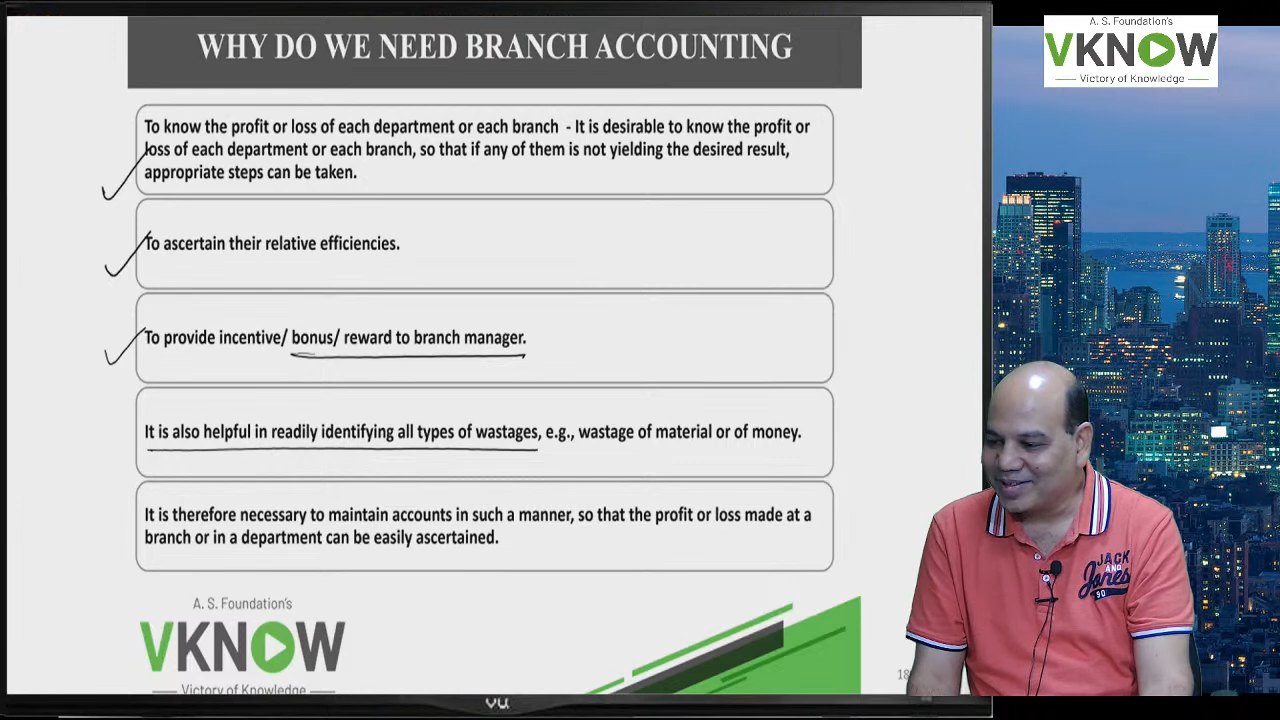 WHY DO WE NEED BRANCH ACCOUNTING
To know the profit or loss of each department or each branch - It is desirable to know the profit or
loss of each department or each branch, so that if any of them is not yielding the desired result,
appropriate steps can be taken.
To ascertain their relative efficiencies.
To provide incentive/ bonus/ reward to branch manager.
It is also helpful in readily identifying all types of wastages, e.g., wastage of material or of money.
It is therefore necessary to maintain accounts in such a manner, so that the profit or loss made at a
branch or in a department can be easily ascertained.
A. S. Foundation's
VKNOW
Victory of Knowledge
18
vu
A. S. Foundation's
VKNOW
Victory of Knowledge
JACK
AND
Jones
90